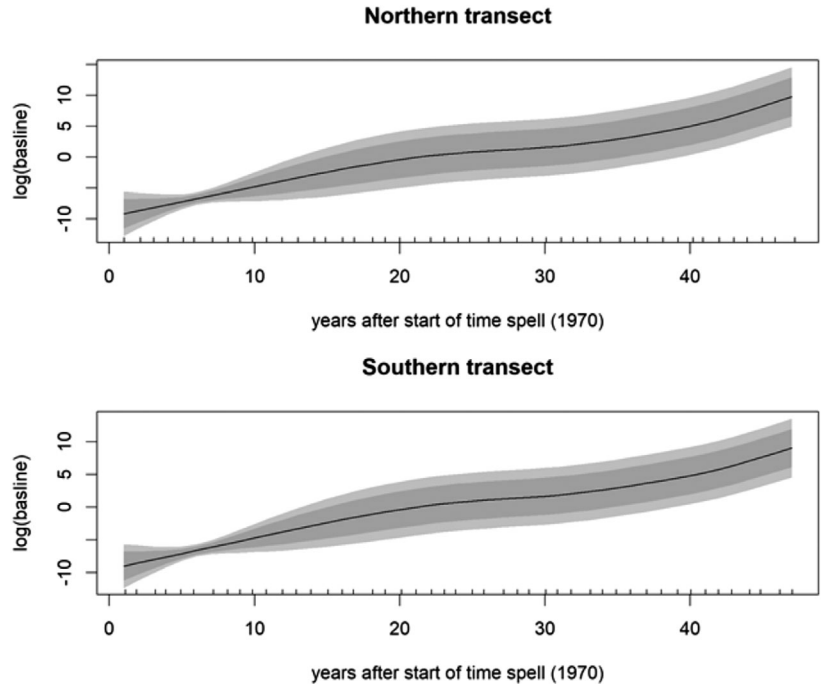 Northern transect
log(basline)
10
5
0
-10
0 10 20 30 40
years after start of time spell (1970)
Southern transect
log(basline)
10
5
0
-10
0 10 20 30 40
years after start of time spell (1970)